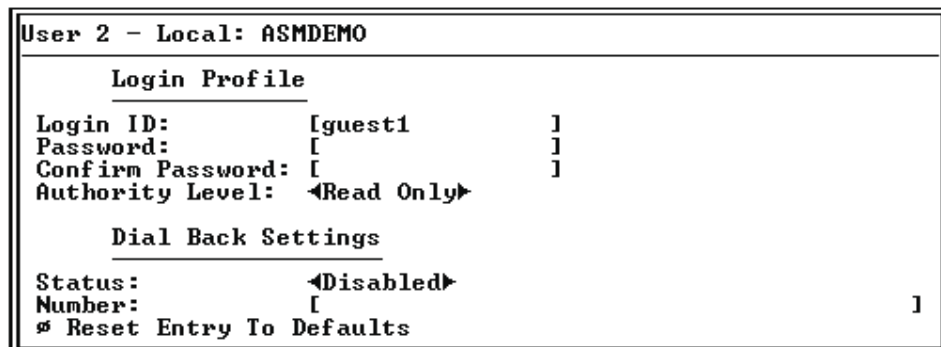 User 2 - Local: ASMDEMO
Login Profile
Login ID: [guest1 ]
Password: [ ]
Confirm Password: [ ]
Authority Level: ◄Read Only►
Dial Back Settings
Status: ◄Disabled►
Number: [ ]
ø Reset Entry To Defaults